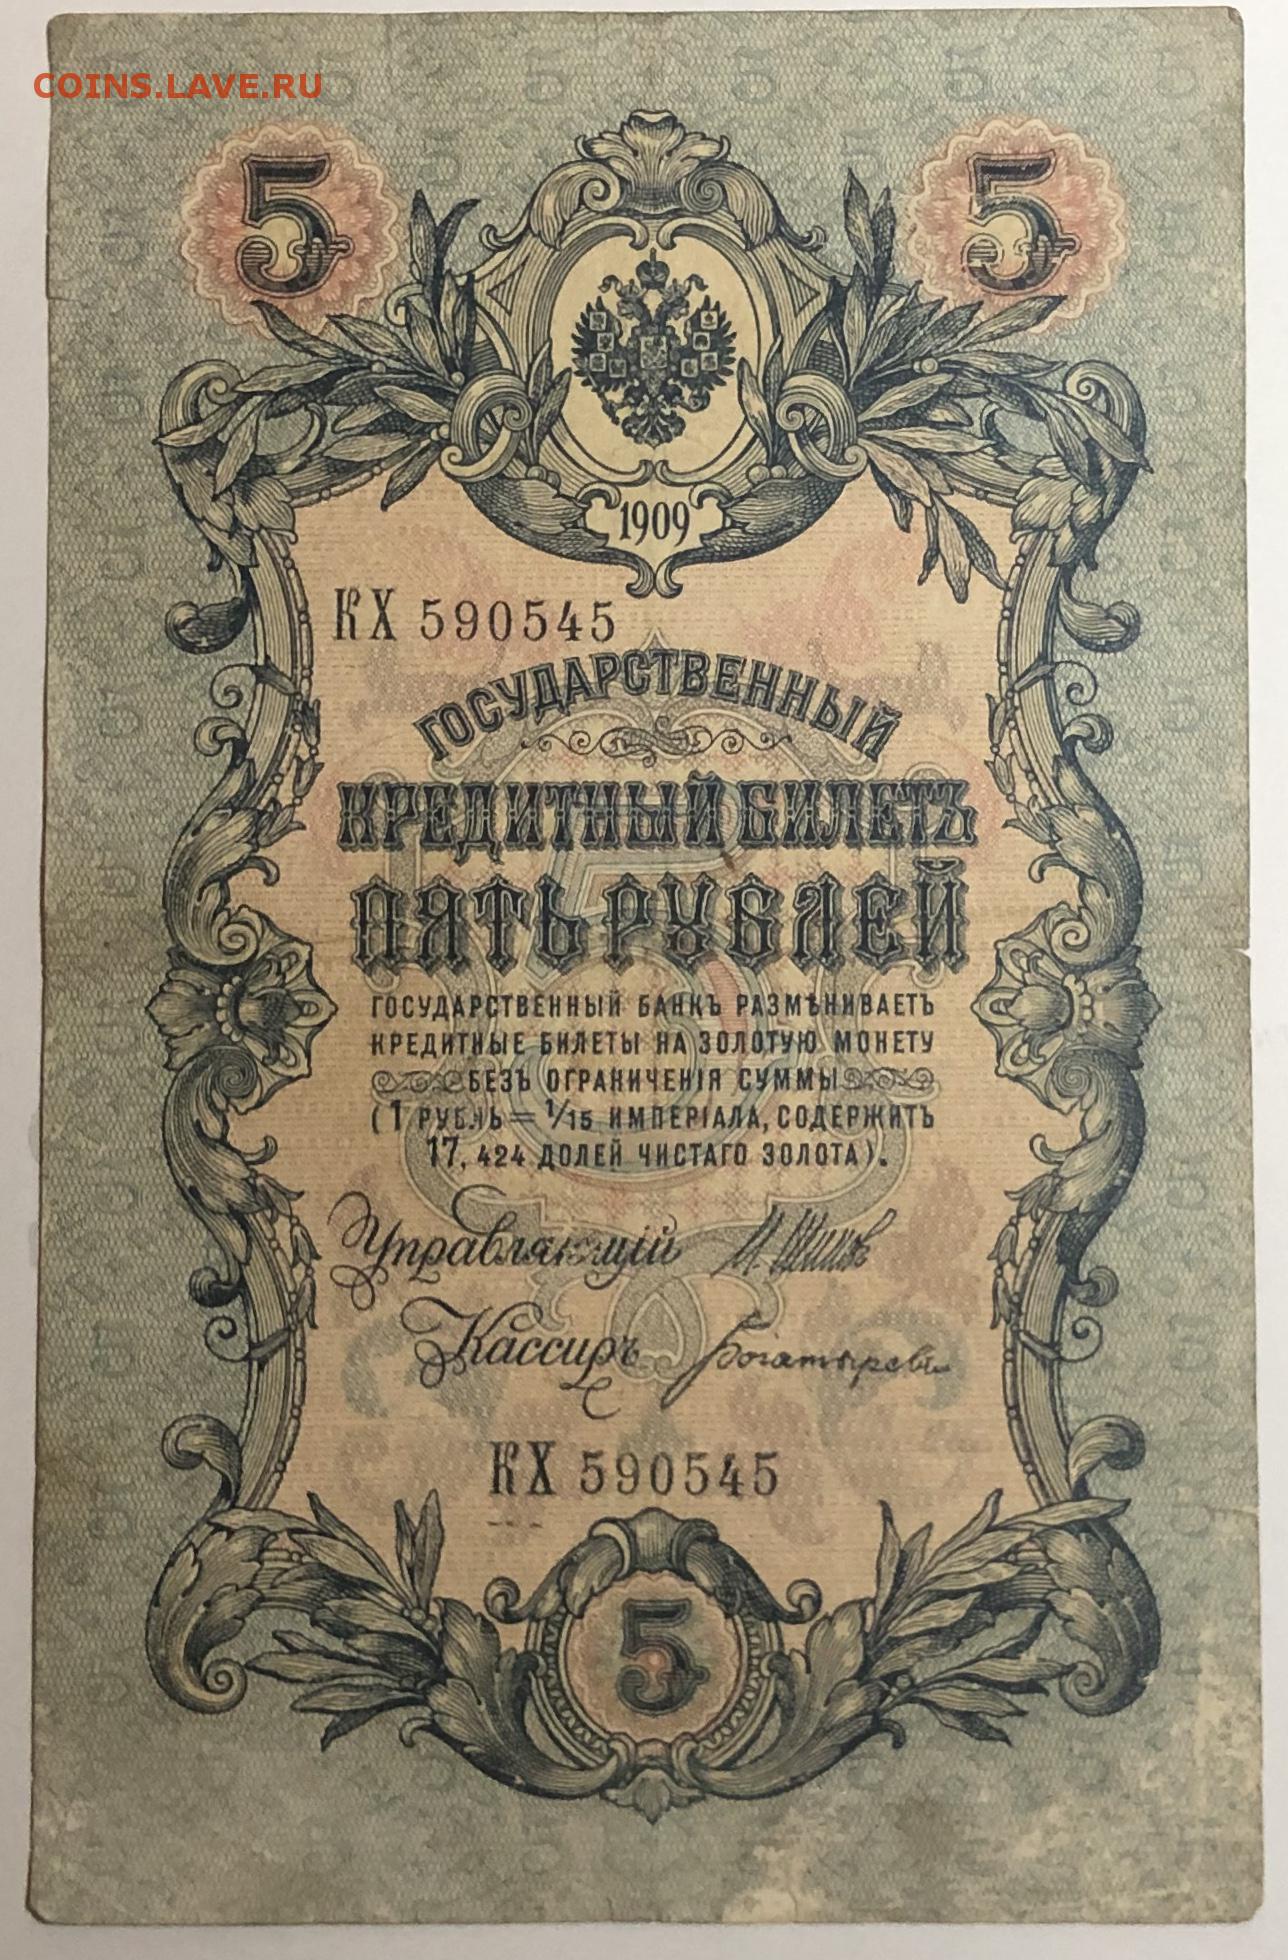 COINS.LAVE.RU
5 5
1909
КХ 590545
ГОСУДАРСТВЕННЫЙ
КРЕДИТНЫЙ БИЛЕТЪ
ПЯТЬ РУБЛЕЙ
ГОСУДАРСТВЕННЫЙ БАНКЪ РАЗМѢНИВАЕТЪ
КРЕДИТНЫЕ БИЛЕТЫ НА ЗОЛОТУЮ МОНЕТУ
БЕЗЪ ОГРАНИЧЕНІЯ СУММЫ
(1 РУБЛЬ = 1/15 ИМПЕРІАЛА, СОДЕРЖИТЪ
17, 424 ДОЛЕЙ ЧИСТАГО ЗОЛОТА).
Управляющій И. Шипов
Кассиръ Богатыревъ
КХ 590545
5